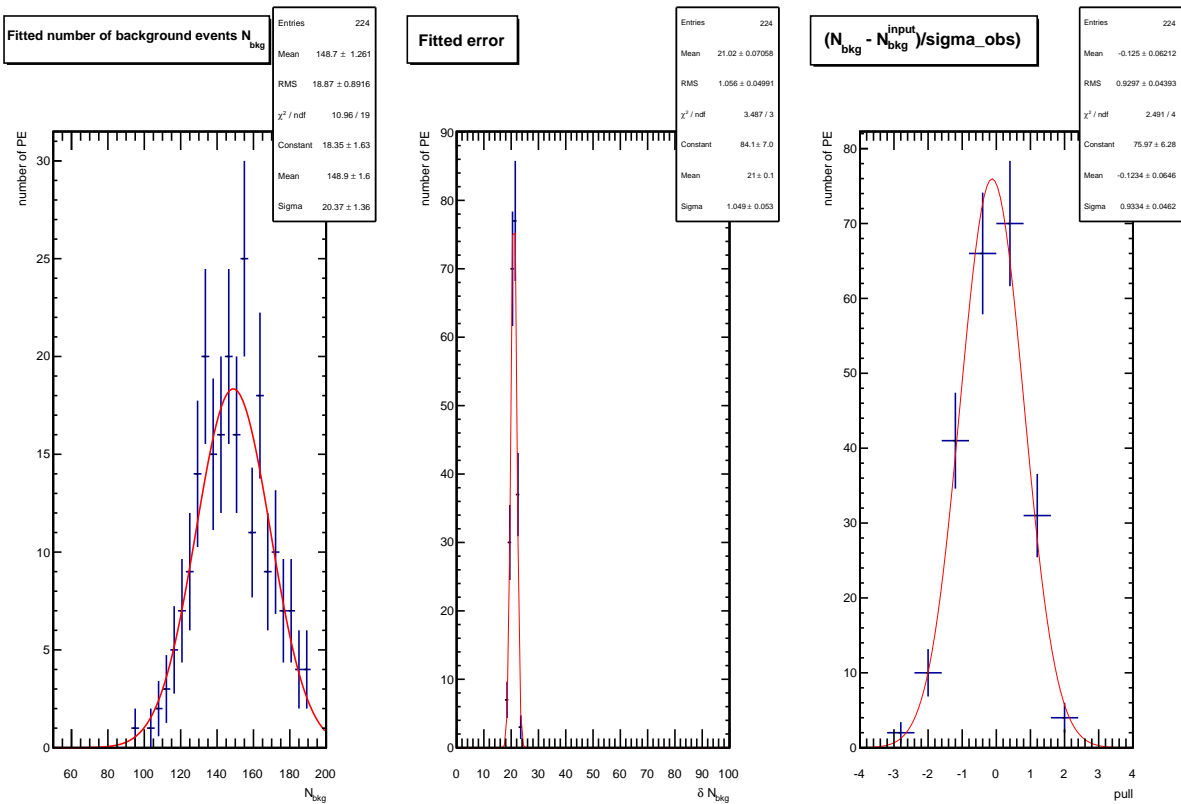 Fitted number of background events N_bkg
Entries 224
Mean 148.7 ± 1.261
RMS 18.87 ± 0.8916
χ² / ndf 10.96 / 19
Constant 18.35 ± 1.63
Mean 148.9 ± 1.6
Sigma 20.37 ± 1.36
number of PE
30
25
20
15
10
5
0
60 80 100 120 140 160 180 200
N_bkg
Fitted error
Entries 224
Mean 21.02 ± 0.07058
RMS 1.056 ± 0.04991
χ² / ndf 3.487 / 3
Constant 84.1 ± 7.0
Mean 21 ± 0.1
Sigma 1.049 ± 0.053
number of PE
90
80
70
60
50
40
30
20
10
0
0 10 20 30 40 50 60 70 80 90 100
δ N_bkg
(N_bkg - N_bkg^input)/sigma_obs)
Entries 224
Mean -0.125 ± 0.06212
RMS 0.9297 ± 0.04393
χ² / ndf 2.491 / 4
Constant 75.97 ± 6.28
Mean -0.1234 ± 0.0646
Sigma 0.9334 ± 0.0462
number of PE
80
70
60
50
40
30
20
10
0
-4 -3 -2 -1 0 1 2 3 4
pull